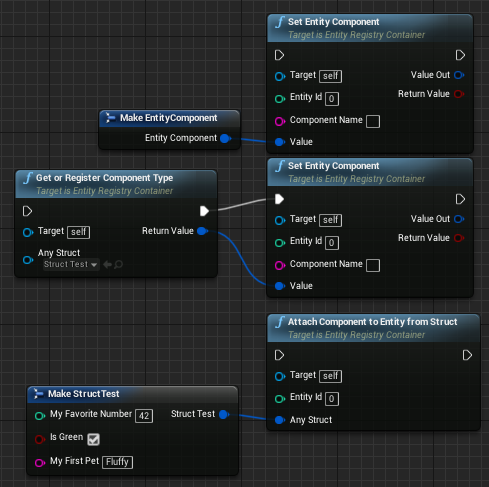 Set Entity Component
Target is Entity Registry Container
Target self
Value Out
Entity Id 0
Return Value
Component Name
Value
Make EntityComponent
Entity Component
Set Entity Component
Target is Entity Registry Container
Target self
Value Out
Entity Id 0
Return Value
Component Name
Value
Get or Register Component Type
Target is Entity Registry Container
Target self
Return Value
Any Struct
Struct Test
Attach Component to Entity from Struct
Target is Entity Registry Container
Target self
Entity Id 0
Any Struct
Make StructTest
My Favorite Number 42
Struct Test
Is Green
My First Pet Fluffy